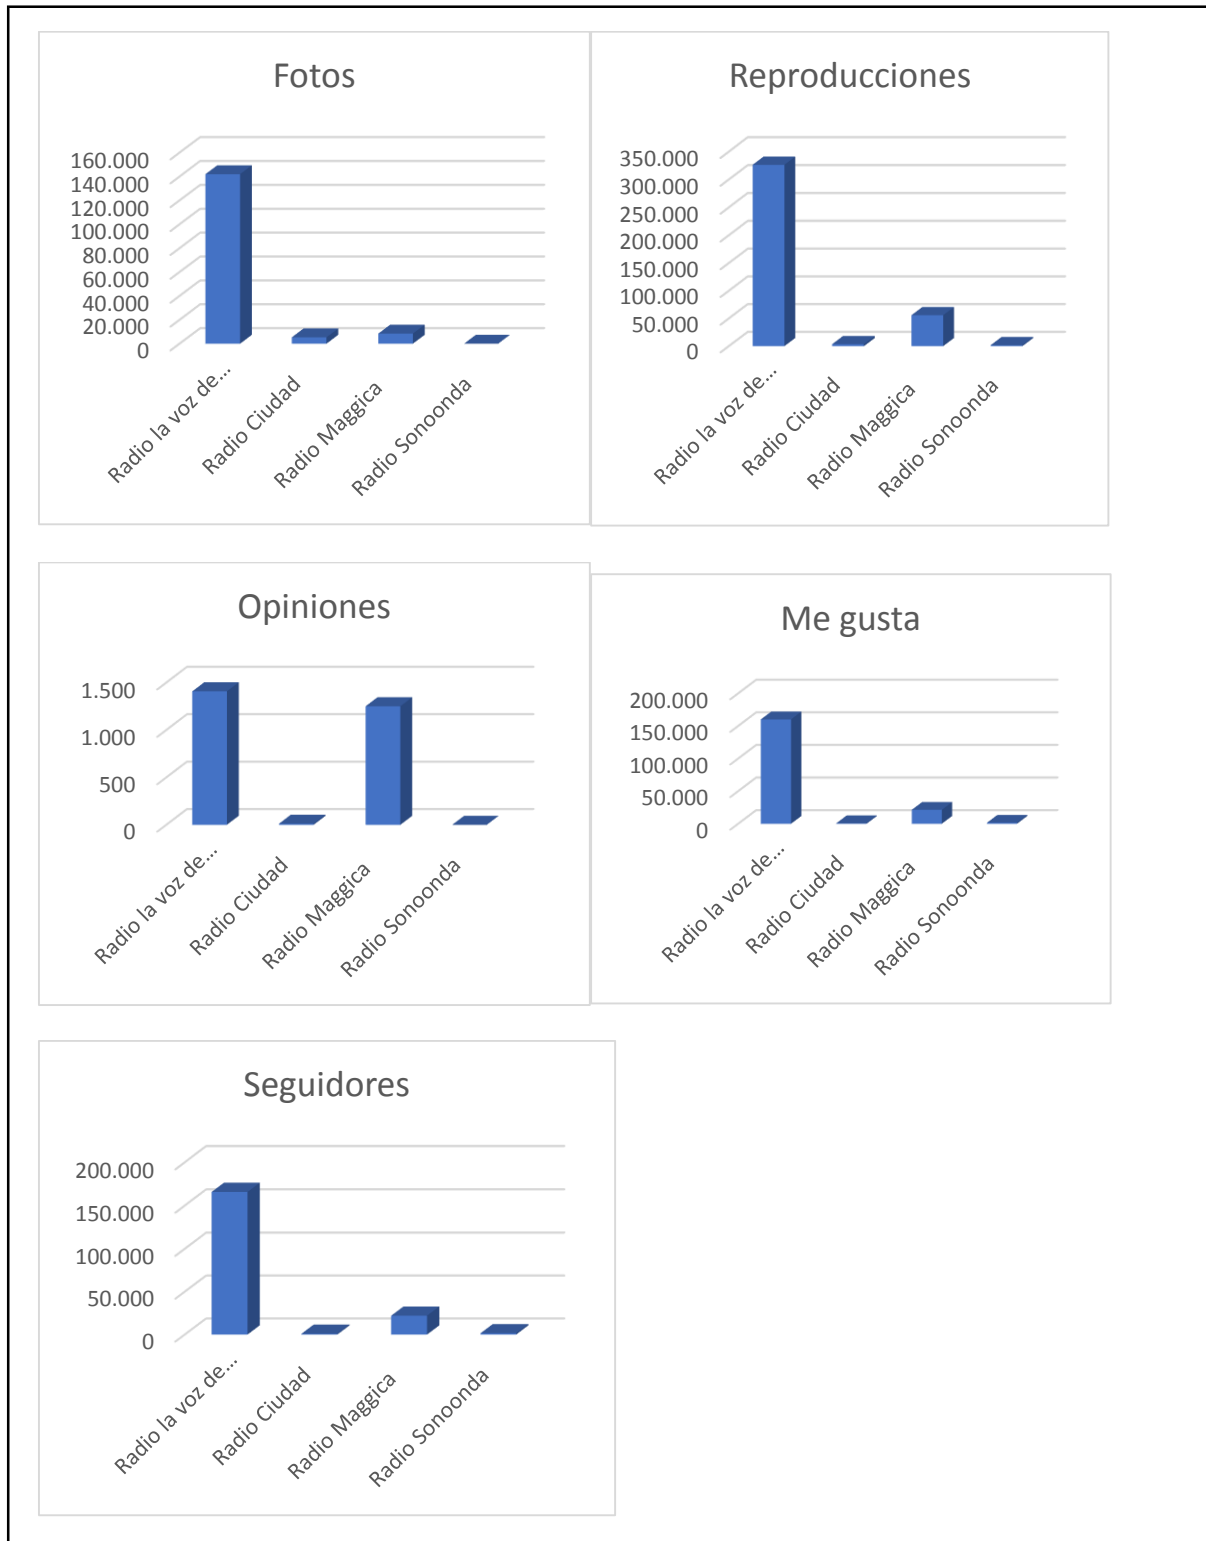 Fotos
160.000
140.000
120.000
100.000
80.000
60.000
40.000
20.000
0
Radio la voz de...
Radio Ciudad
Radio Maggica
Radio Sonoonda
Reproducciones
350.000
300.000
250.000
200.000
150.000
100.000
50.000
0
Radio la voz de...
Radio Ciudad
Radio Maggica
Radio Sonoonda
Opiniones
1.500
1.000
500
0
Radio la voz de...
Radio Ciudad
Radio Maggica
Radio Sonoonda
Me gusta
200.000
150.000
100.000
50.000
0
Radio la voz de...
Radio Ciudad
Radio Maggica
Radio Sonoonda
Seguidores
200.000
150.000
100.000
50.000
0
Radio la voz de...
Radio Ciudad
Radio Maggica
Radio Sonoonda